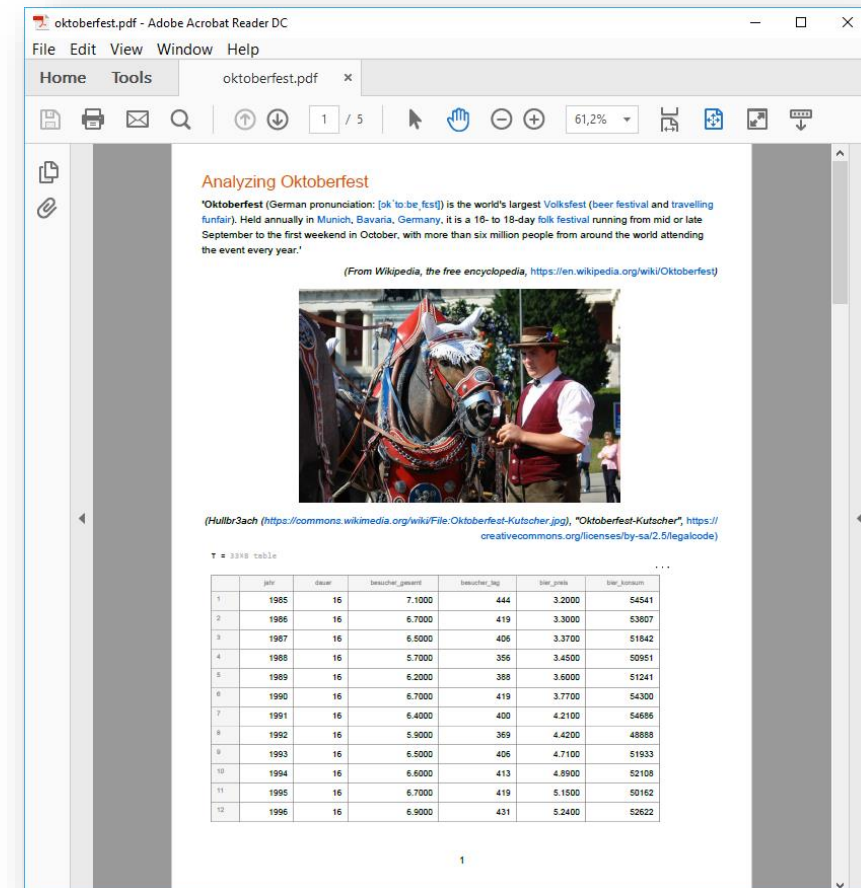 oktoberfest.pdf - Adobe Acrobat Reader DC
File Edit View Window Help
Home Tools oktoberfest.pdf ×
1 / 5 61,2%
Analyzing Oktoberfest
'Oktoberfest (German pronunciation: [ɔkˈtoːbɐˌfɛst]) is the world's largest Volksfest (beer festival and travelling
funfair). Held annually in Munich, Bavaria, Germany, it is a 16- to 18-day folk festival running from mid or late
September to the first weekend in October, with more than six million people from around the world attending
the event every year.'
(From Wikipedia, the free encyclopedia, https://en.wikipedia.org/wiki/Oktoberfest)
(Hullbr3ach (https://commons.wikimedia.org/wiki/File:Oktoberfest-Kutscher.jpg), "Oktoberfest-Kutscher", https://
creativecommons.org/licenses/by-sa/2.5/legalcode)
T = 33X8 table
...
jahr dauer besucher_gesamt besucher_tag bier_preis bier_konsum
1 1985 16 7.1000 444 3.2000 54541
2 1986 16 6.7000 419 3.3000 53807
3 1987 16 6.5000 406 3.3700 51842
4 1988 16 5.7000 356 3.4500 50951
5 1989 16 6.2000 388 3.6000 51241
6 1990 16 6.7000 419 3.7700 54300
7 1991 16 6.4000 400 4.2100 54686
8 1992 16 5.9000 369 4.4200 48888
9 1993 16 6.5000 406 4.7100 51933
10 1994 16 6.6000 413 4.8900 52108
11 1995 16 6.7000 419 5.1500 50162
12 1996 16 6.9000 431 5.2400 52622
1